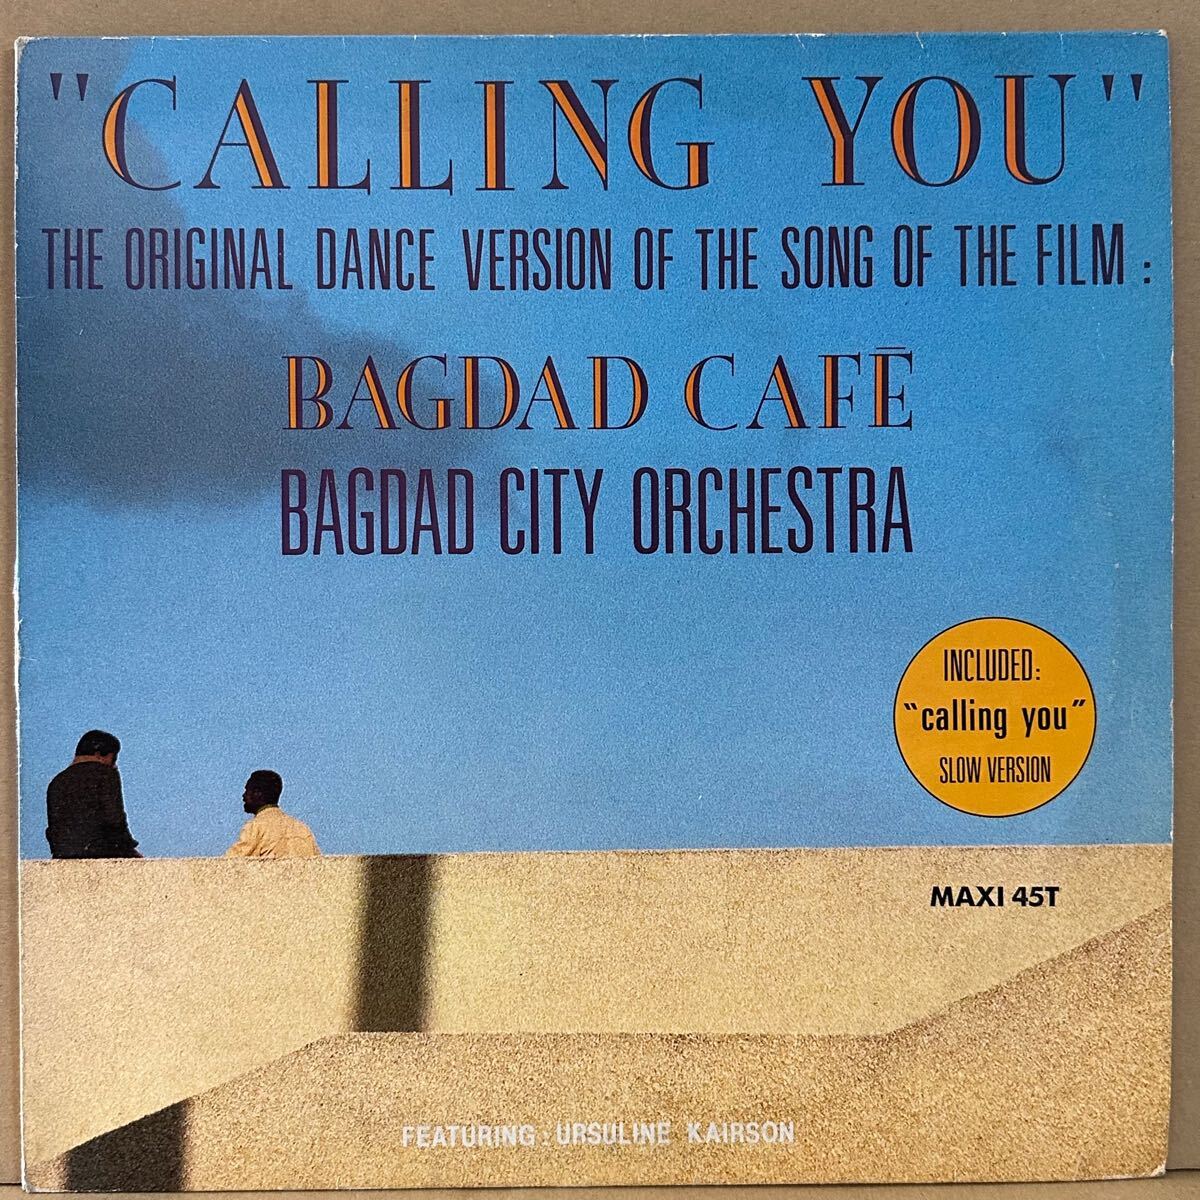 "CALLING YOU"
THE ORIGINAL DANCE VERSION OF THE SONG OF THE FILM :
BAGDAD CAFĒ
BAGDAD CITY ORCHESTRA
INCLUDED:
"calling you"
SLOW VERSION
MAXI 45T
FEATURING : URSULINE KAIRSON